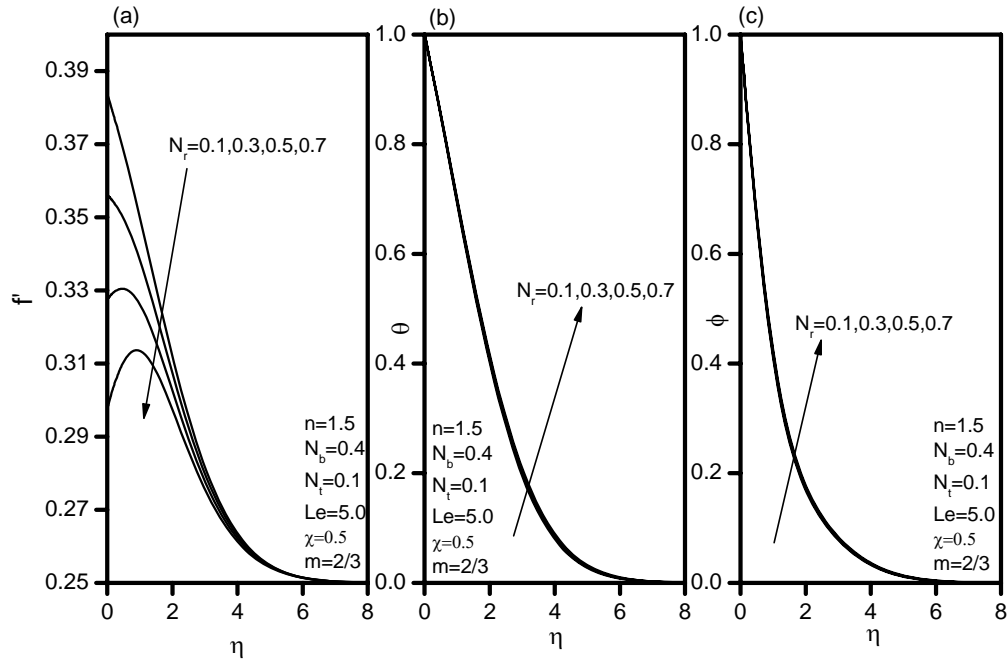 (a)
0.39
0.37
0.35
0.33
0.31
0.29
0.27
0.25
f'
N_r=0.1,0.3,0.5,0.7
n=1.5
N_b=0.4
N_t=0.1
Le=5.0
χ=0.5
m=2/3
0 2 4 6 8
η
(b)
1.0
0.8
0.6
0.4
0.2
0.0
θ
N_r=0.1,0.3,0.5,0.7
n=1.5
N_b=0.4
N_t=0.1
Le=5.0
χ=0.5
m=2/3
0 2 4 6 8
η
(c)
1.0
0.8
0.6
0.4
0.2
0.0
ϕ
N_r=0.1,0.3,0.5,0.7
n=1.5
N_b=0.4
N_t=0.1
Le=5.0
χ=0.5
m=2/3
0 2 4 6 8
η